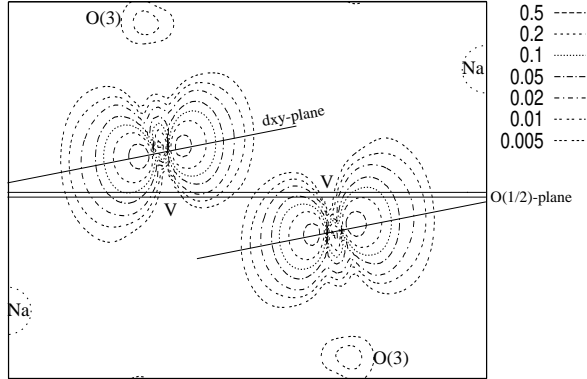 O(3)
0.5
0.2
0.1
0.05
0.02
0.01
0.005
Na
dxy-plane
V
O(1/2)-plane
V
Na
O(3)